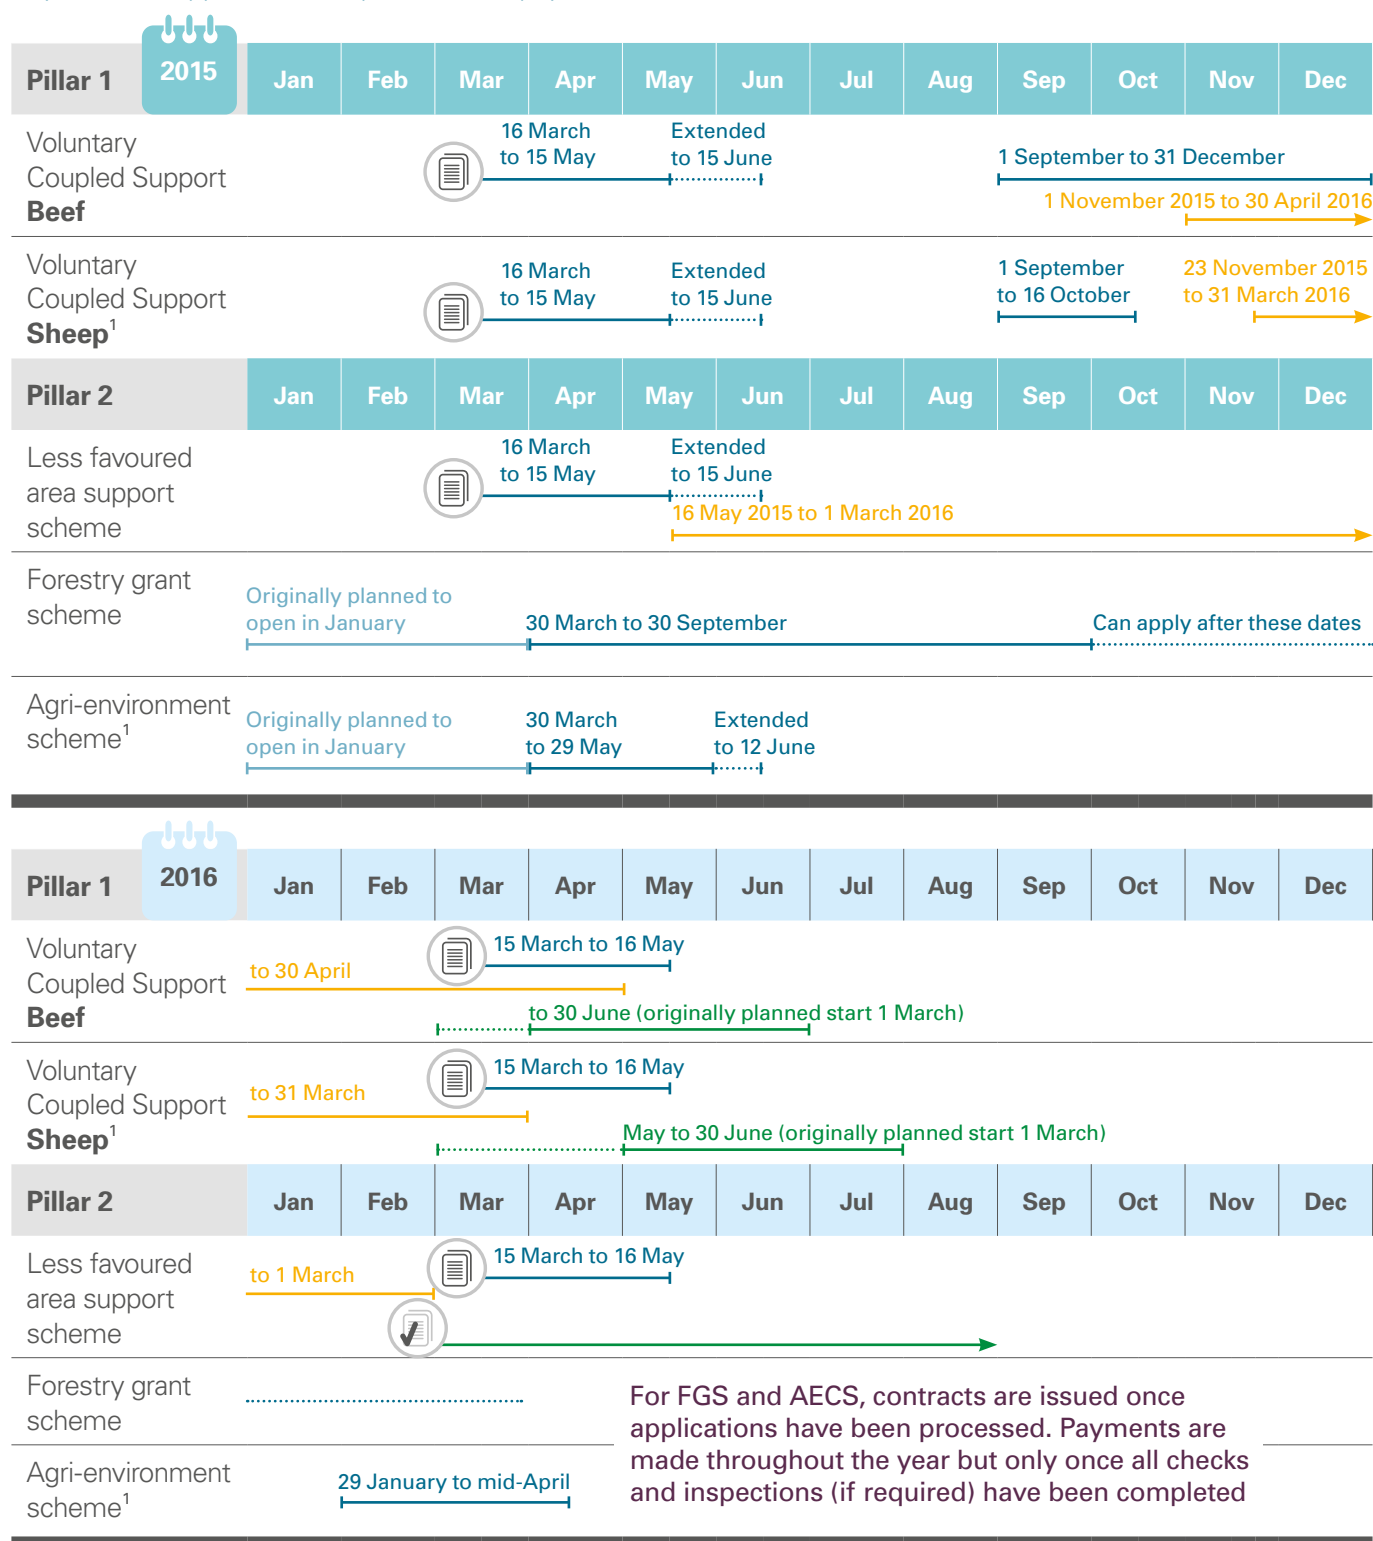 Pillar 1
2015
Jan Feb Mar Apr May Jun Jul Aug Sep Oct Nov Dec
Voluntary
Coupled Support
Beef
16 March
to 15 May
Extended
to 15 June
1 September to 31 December
1 November 2015 to 30 April 2016
Voluntary
Coupled Support
Sheep1
16 March
to 15 May
Extended
to 15 June
1 September
to 16 October
23 November 2015
to 31 March 2016
Pillar 2
Jan Feb Mar Apr May Jun Jul Aug Sep Oct Nov Dec
Less favoured
area support
scheme
16 March
to 15 May
Extended
to 15 June
16 May 2015 to 1 March 2016
Forestry grant
scheme
Originally planned to
open in January
30 March to 30 September
Can apply after these dates
Agri-environment
scheme1
Originally planned to
open in January
30 March
to 29 May
Extended
to 12 June
Pillar 1
2016
Jan Feb Mar Apr May Jun Jul Aug Sep Oct Nov Dec
Voluntary
Coupled Support
Beef
15 March to 16 May
to 30 April
to 30 June (originally planned start 1 March)
Voluntary
Coupled Support
Sheep1
15 March to 16 May
to 31 March
May to 30 June (originally planned start 1 March)
Pillar 2
Jan Feb Mar Apr May Jun Jul Aug Sep Oct Nov Dec
Less favoured
area support
scheme
15 March to 16 May
to 1 March
Forestry grant
scheme
For FGS and AECS, contracts are issued once
applications have been processed. Payments are
made throughout the year but only once all checks
and inspections (if required) have been completed
Agri-environment
scheme1
29 January to mid-April